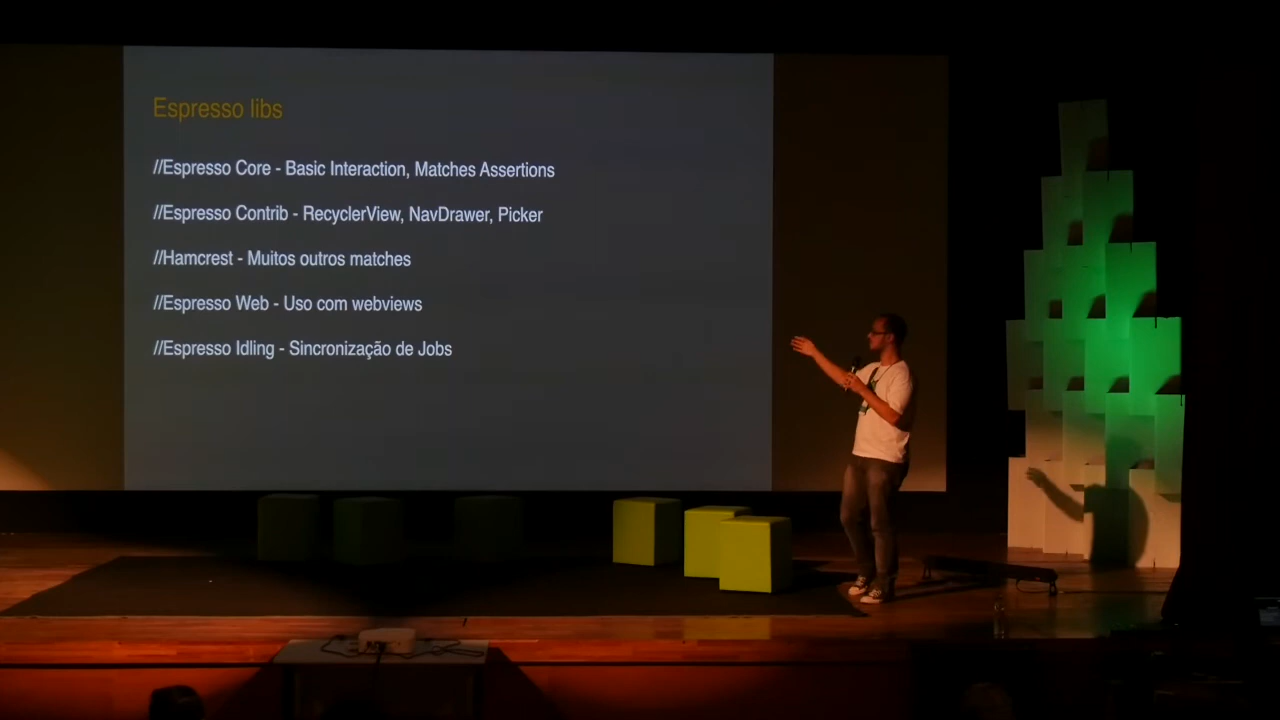 Espresso libs
//Espresso Core - Basic Interaction, Matches Assertions
//Espresso Contrib - RecyclerView, NavDrawer, Picker
//Hamcrest - Muitos outros matches
//Espresso Web - Uso com webviews
//Espresso Idling - Sincronização de Jobs